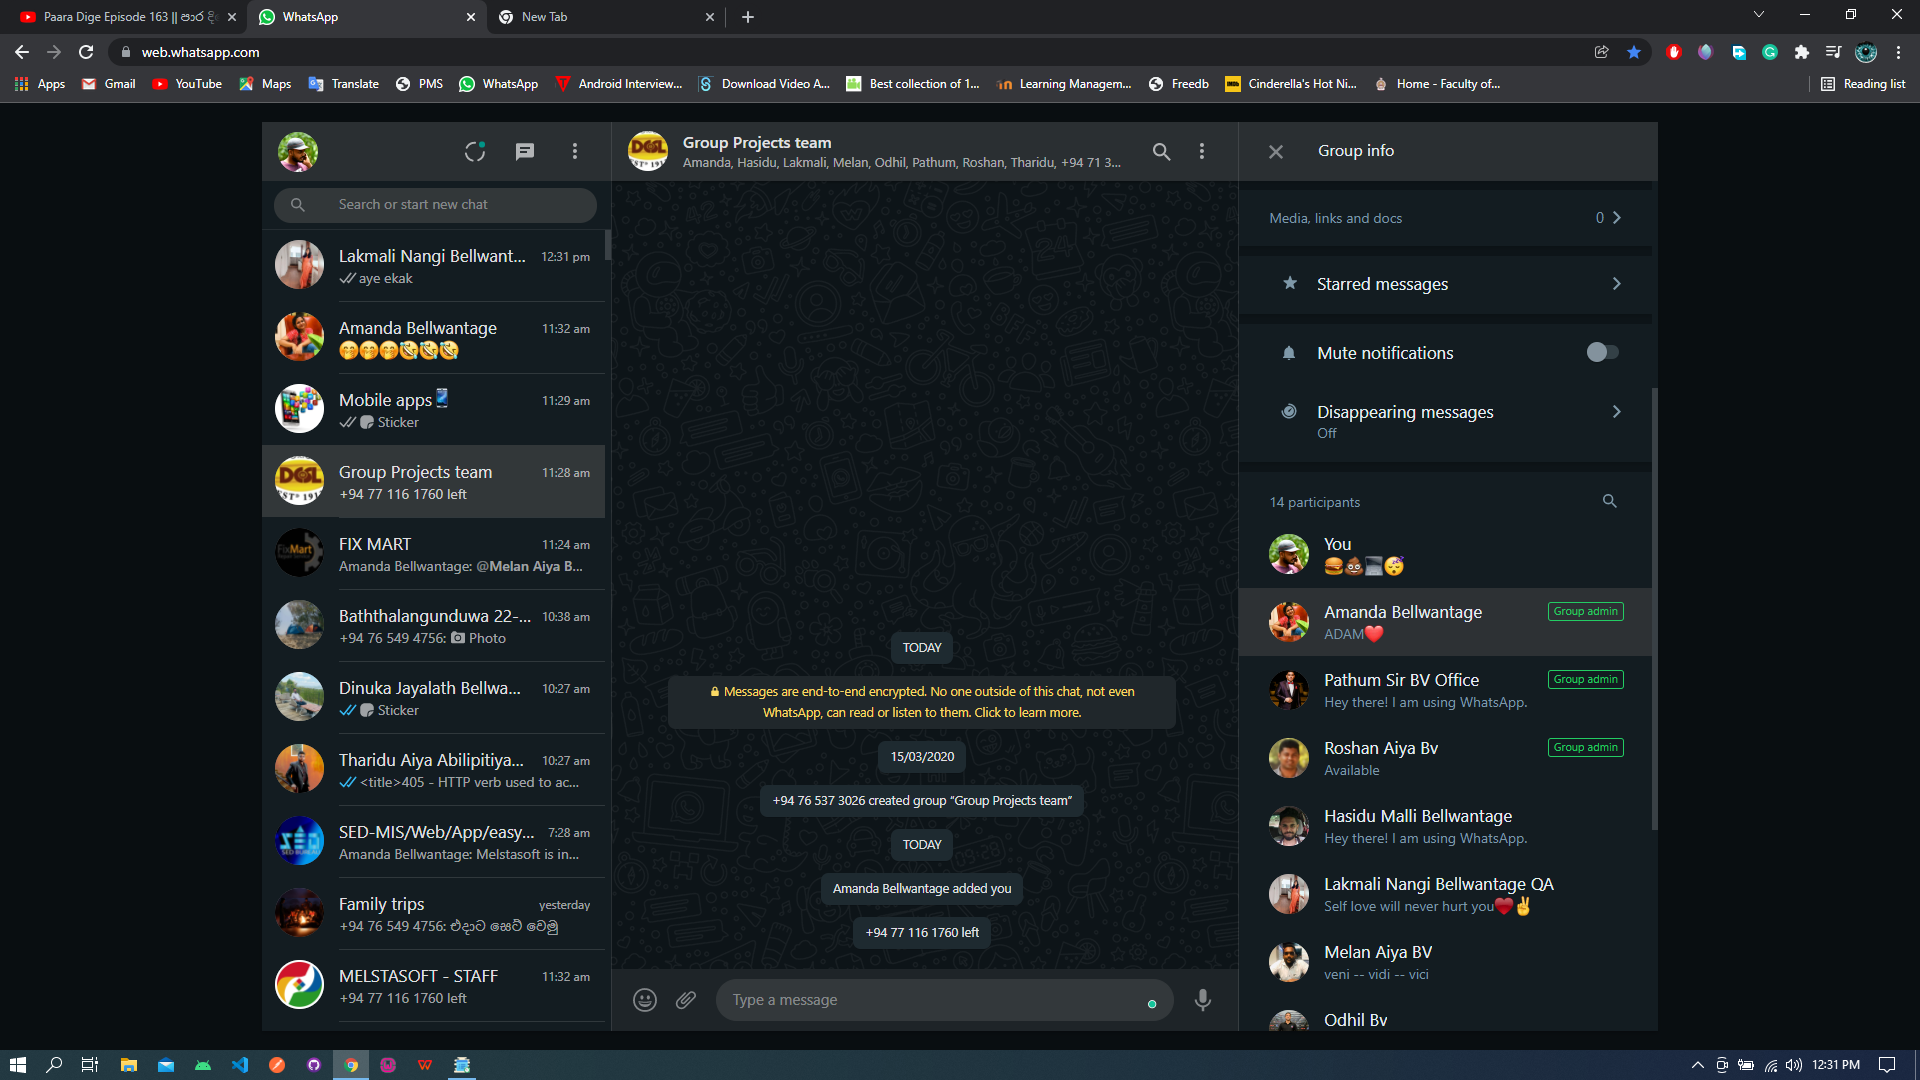 Paara Dige Episode 163 || පාර දි
WhatsApp
New Tab
web.whatsapp.com
Apps
Gmail
YouTube
Maps
Translate
PMS
WhatsApp
Android Interview...
Download Video A...
Best collection of 1...
Learning Managem...
Freedb
Cinderella's Hot Ni...
Home - Faculty of...
Reading list
Search or start new chat
Lakmali Nangi Bellwant... 12:31 pm
aye ekak
Amanda Bellwantage 11:32 am
🤭🤭🤭🤣🤣🤣
Mobile apps📱 11:29 am
Sticker
Group Projects team 11:28 am
+94 77 116 1760 left
FIX MART 11:24 am
Amanda Bellwantage: @Melan Aiya B...
Baththalangunduwa 22-... 10:38 am
+94 76 549 4756: Photo
Dinuka Jayalath Bellwa... 10:27 am
Sticker
Tharidu Aiya Abilipitiya... 10:27 am
<title>405 - HTTP verb used to ac...
SED-MIS/Web/App/easy... 7:28 am
Amanda Bellwantage: Melstasoft is in...
Family trips yesterday
+94 76 549 4756: එදාට සෙට් වෙමු
MELSTASOFT - STAFF 11:32 am
+94 77 116 1760 left
Group Projects team
Amanda, Hasidu, Lakmali, Melan, Odhil, Pathum, Roshan, Tharidu, +94 71 3...
TODAY
Messages are end-to-end encrypted. No one outside of this chat, not even
WhatsApp, can read or listen to them. Click to learn more.
15/03/2020
+94 76 537 3026 created group "Group Projects team"
TODAY
Amanda Bellwantage added you
+94 77 116 1760 left
Type a message
Group info
Media, links and docs 0
Starred messages
Mute notifications
Disappearing messages
Off
14 participants
You
🍔💩💻😴
Amanda Bellwantage Group admin
ADAM❤️
Pathum Sir BV Office Group admin
Hey there! I am using WhatsApp.
Roshan Aiya Bv Group admin
Available
Hasidu Malli Bellwantage
Hey there! I am using WhatsApp.
Lakmali Nangi Bellwantage QA
Self love will never hurt you❤️✌️
Melan Aiya BV
veni -- vidi -- vici
Odhil Bv
12:31 PM